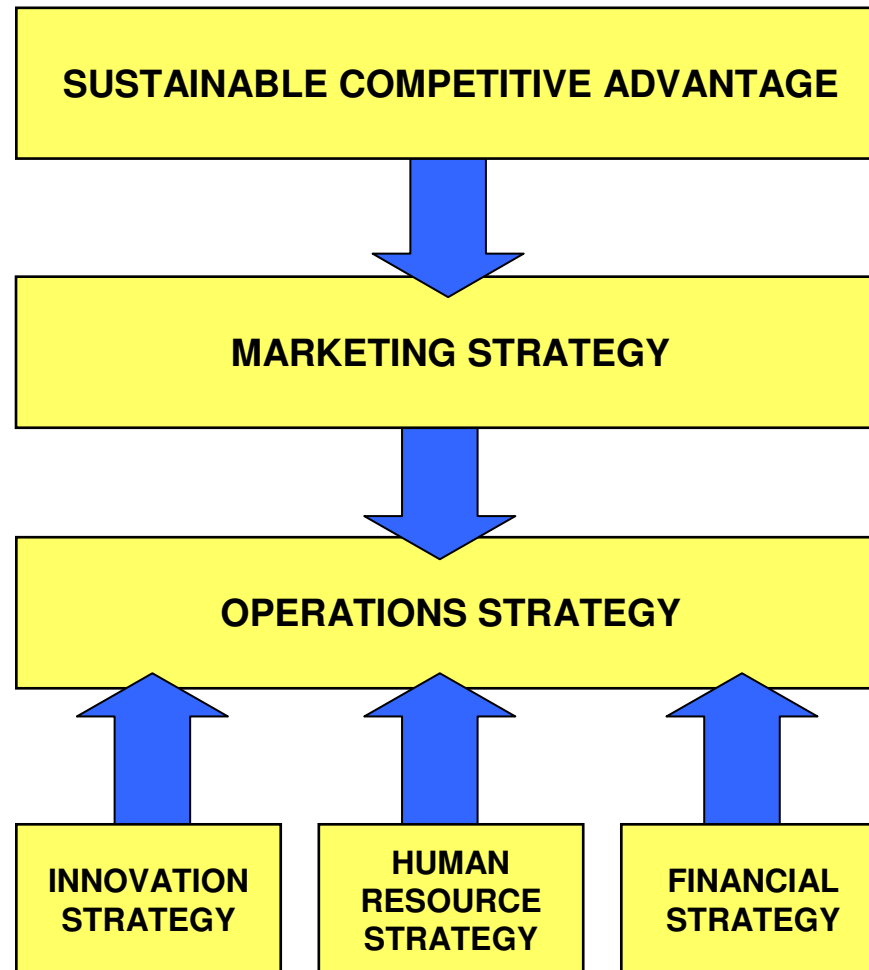 SUSTAINABLE COMPETITIVE ADVANTAGE
MARKETING STRATEGY
OPERATIONS STRATEGY
INNOVATION
STRATEGY
HUMAN
RESOURCE
STRATEGY
FINANCIAL
STRATEGY